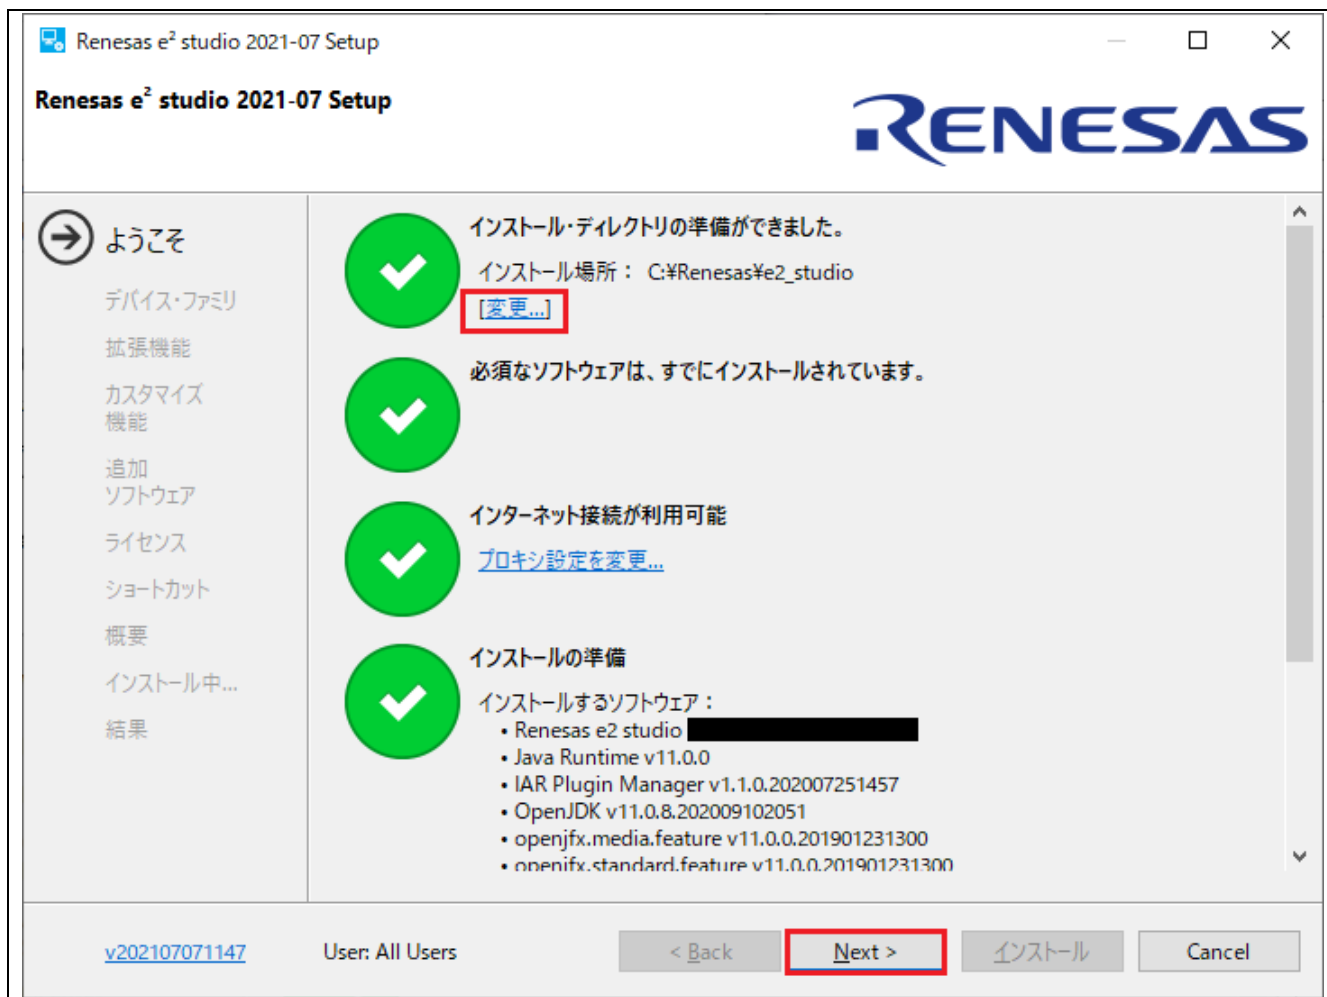 Renesas e² studio 2021-07 Setup
Renesas e² studio 2021-07 Setup
RENESAS
ようこそ
デバイス・ファミリ
拡張機能
カスタマイズ
機能
追加
ソフトウェア
ライセンス
ショートカット
概要
インストール中...
結果
インストール・ディレクトリの準備ができました。
インストール場所： C:¥Renesas¥e2_studio
[変更...]
必須なソフトウェアは、すでにインストールされています。
インターネット接続が利用可能
プロキシ設定を変更...
インストールの準備
インストールするソフトウェア：
• Renesas e2 studio
• Java Runtime v11.0.0
• IAR Plugin Manager v1.1.0.202007251457
• OpenJDK v11.0.8.202009102051
• openjfx.media.feature v11.0.0.201901231300
• openjfx.standard.feature v11.0.0.201901231300
v202107071147
User: All Users
< Back
Next >
インストール
Cancel